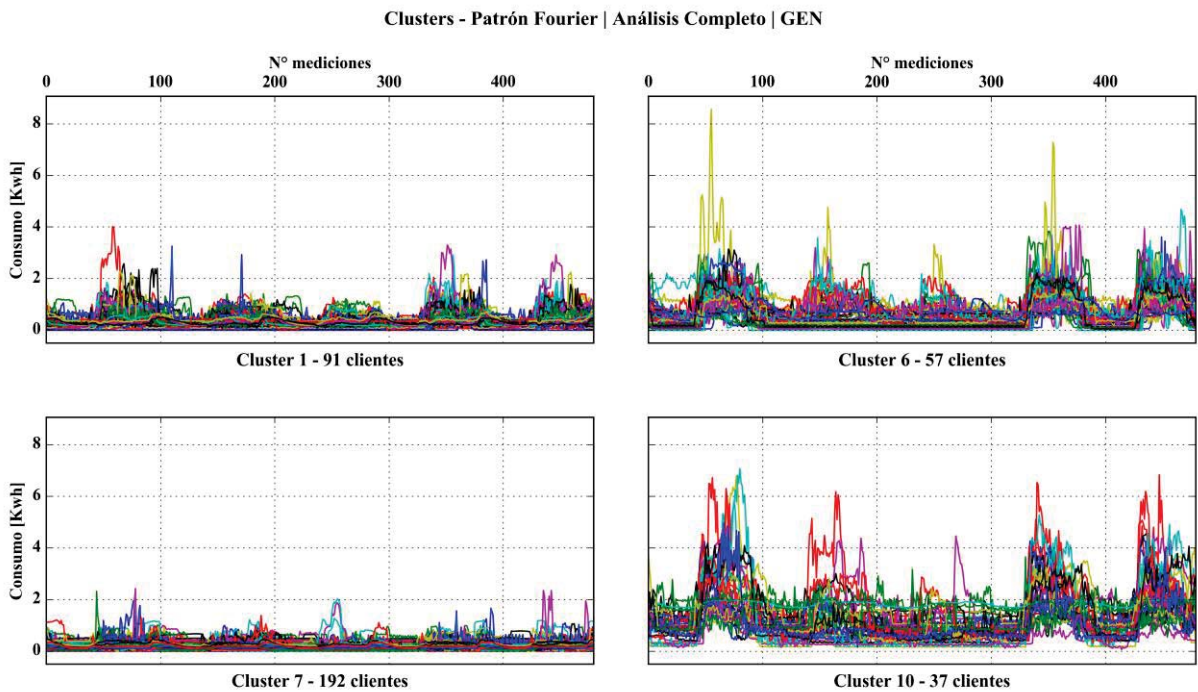 Clusters - Patrón Fourier | Análisis Completo | GEN
N° mediciones
0 100 200 300 400
N° mediciones
0 100 200 300 400
Consumo [Kwh]
8
6
4
2
0
Cluster 1 - 91 clientes
Cluster 6 - 57 clientes
Consumo [Kwh]
8
6
4
2
0
Cluster 7 - 192 clientes
Cluster 10 - 37 clientes